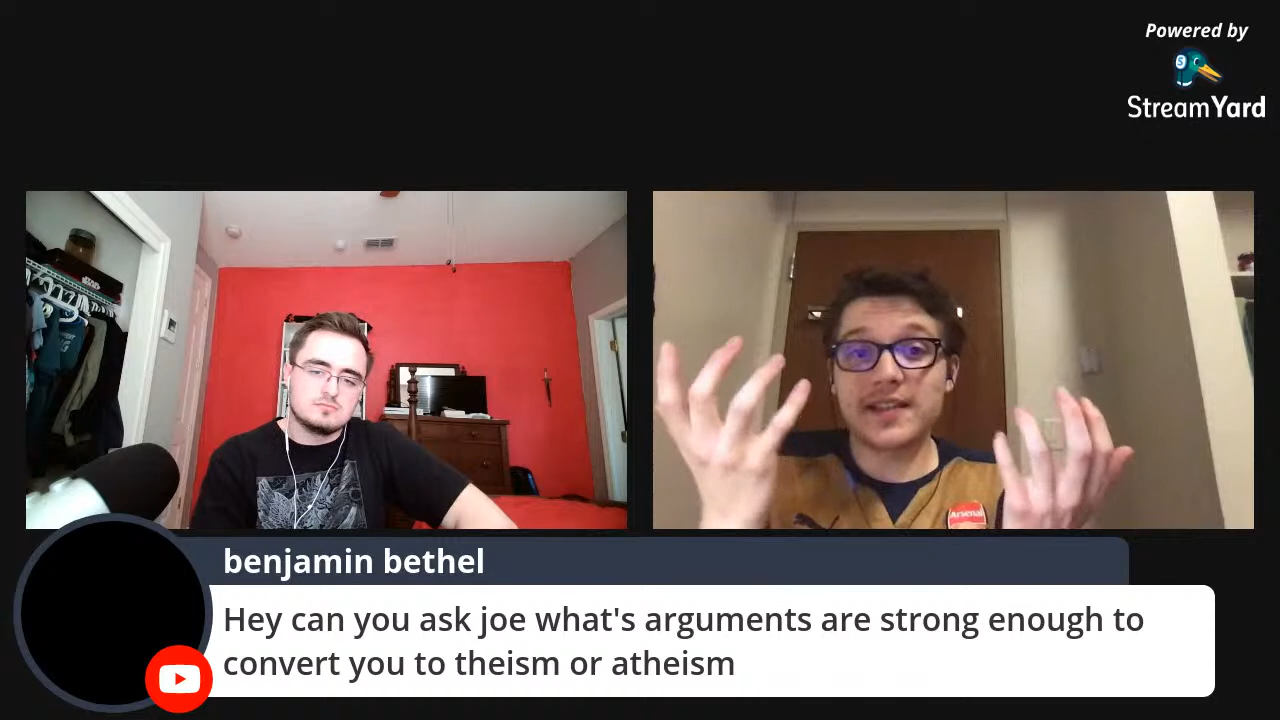 Powered by
StreamYard
Arsenal
benjamin bethel
Hey can you ask joe what's arguments are strong enough to
convert you to theism or atheism